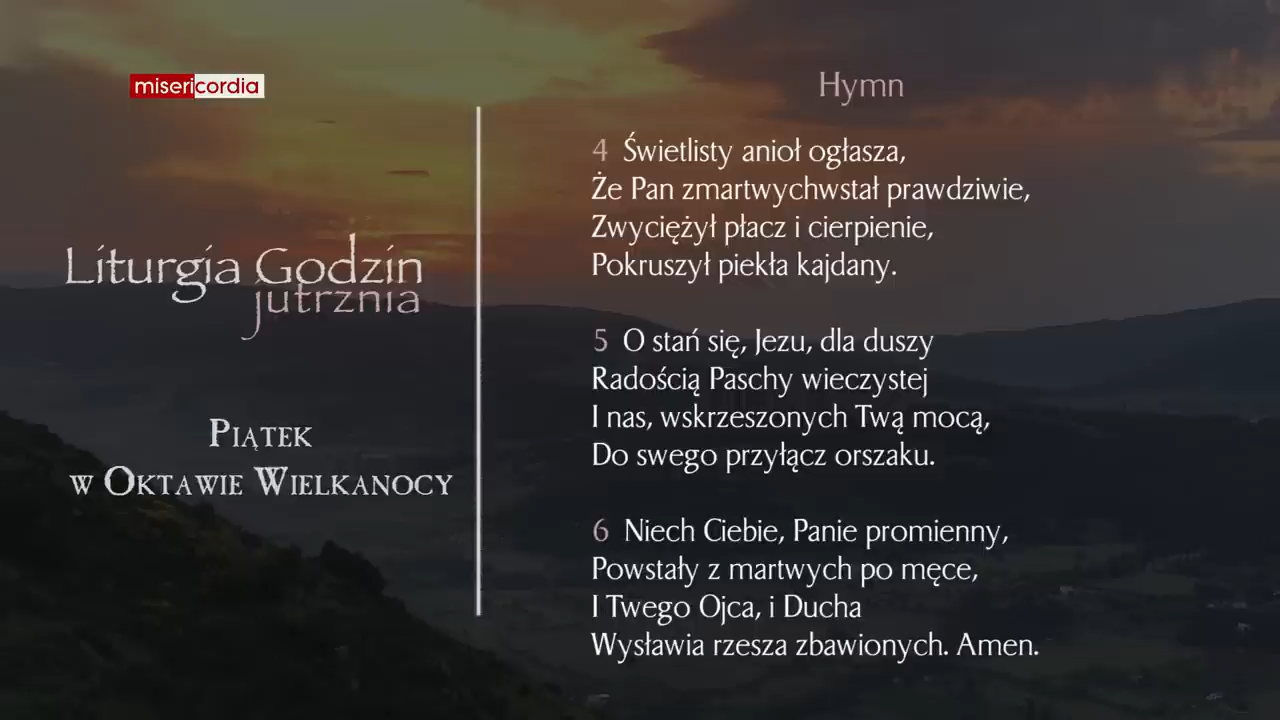 misericordia
Liturgia Godzin
jutrznia
Piątek
w Oktawie Wielkanocy
Hymn
4 Świetlisty anioł ogłasza,
Że Pan zmartwychwstał prawdziwie,
Zwyciężył płacz i cierpienie,
Pokruszył piekła kajdany.
5 O stań się, Jezu, dla duszy
Radością Paschy wieczystej
I nas, wskrzeszonych Twą mocą,
Do swego przyłącz orszaku.
6 Niech Ciebie, Panie promienny,
Powstały z martwych po męce,
I Twego Ojca, i Ducha
Wysławia rzesza zbawionych. Amen.